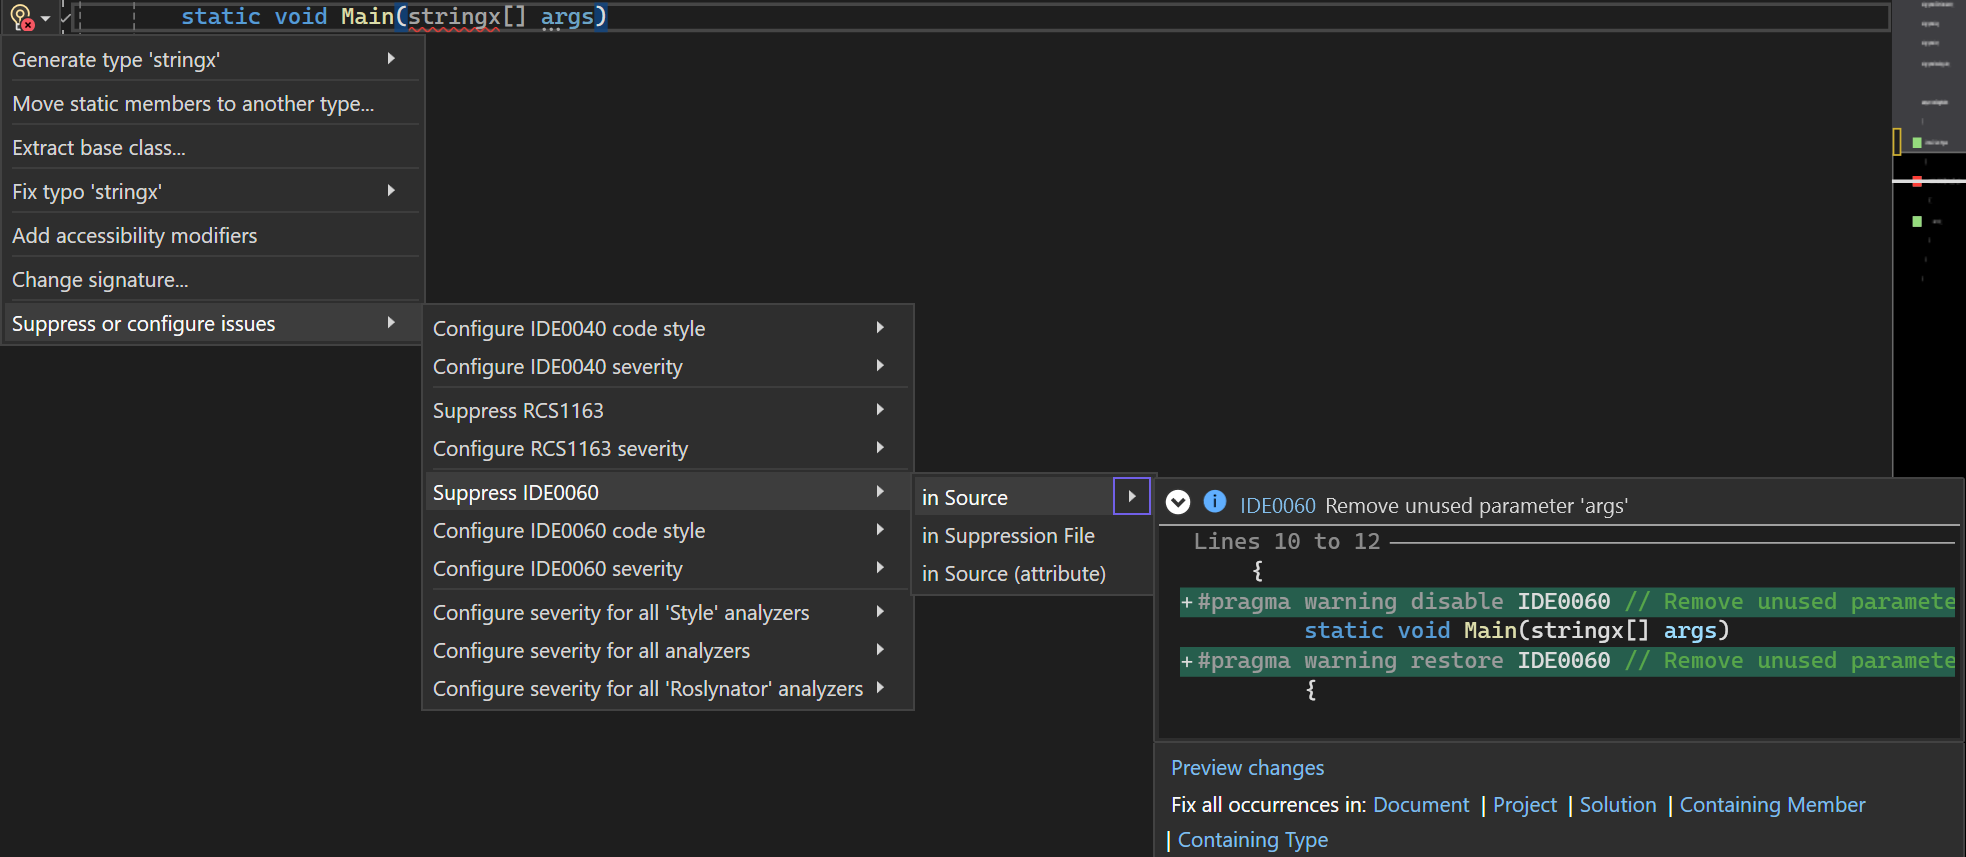 static void Main(stringx[] args)
Generate type 'stringx'
Move static members to another type...
Extract base class...
Fix typo 'stringx'
Add accessibility modifiers
Change signature...
Suppress or configure issues
Configure IDE0040 code style
Configure IDE0040 severity
Suppress RCS1163
Configure RCS1163 severity
Suppress IDE0060
Configure IDE0060 code style
Configure IDE0060 severity
Configure severity for all 'Style' analyzers
Configure severity for all analyzers
Configure severity for all 'Roslynator' analyzers
in Source
in Suppression File
in Source (attribute)
IDE0060 Remove unused parameter 'args'
Lines 10 to 12
{
+#pragma warning disable IDE0060 // Remove unused paramete
static void Main(stringx[] args)
+#pragma warning restore IDE0060 // Remove unused paramete
{
Preview changes
Fix all occurrences in: Document | Project | Solution | Containing Member
| Containing Type